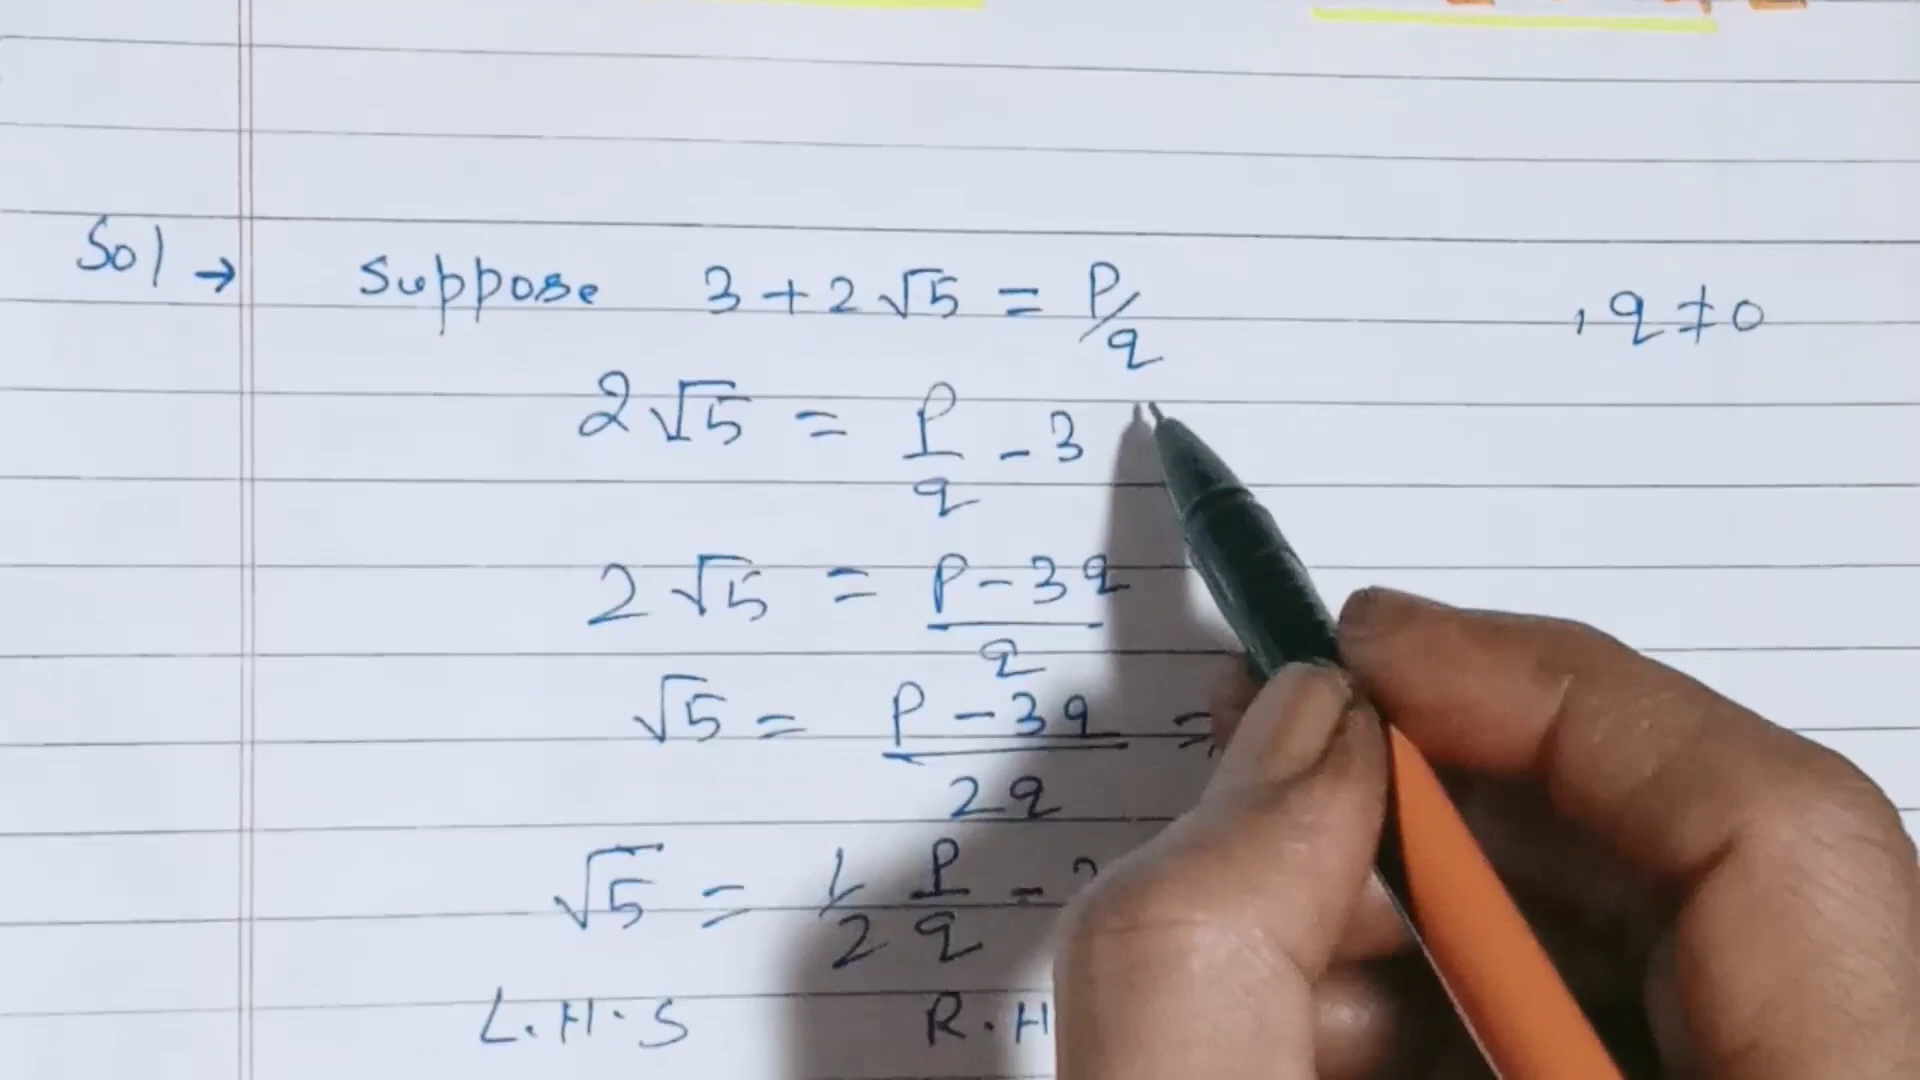 Sol → Suppose 3 + 2 √5 = P/q , q ≠ 0
2 √5 = P/q - 3
2 √5 = P - 3q / q
√5 = P - 3q / 2q =
√5 = 1/2 P/q -
L.H.S R.H